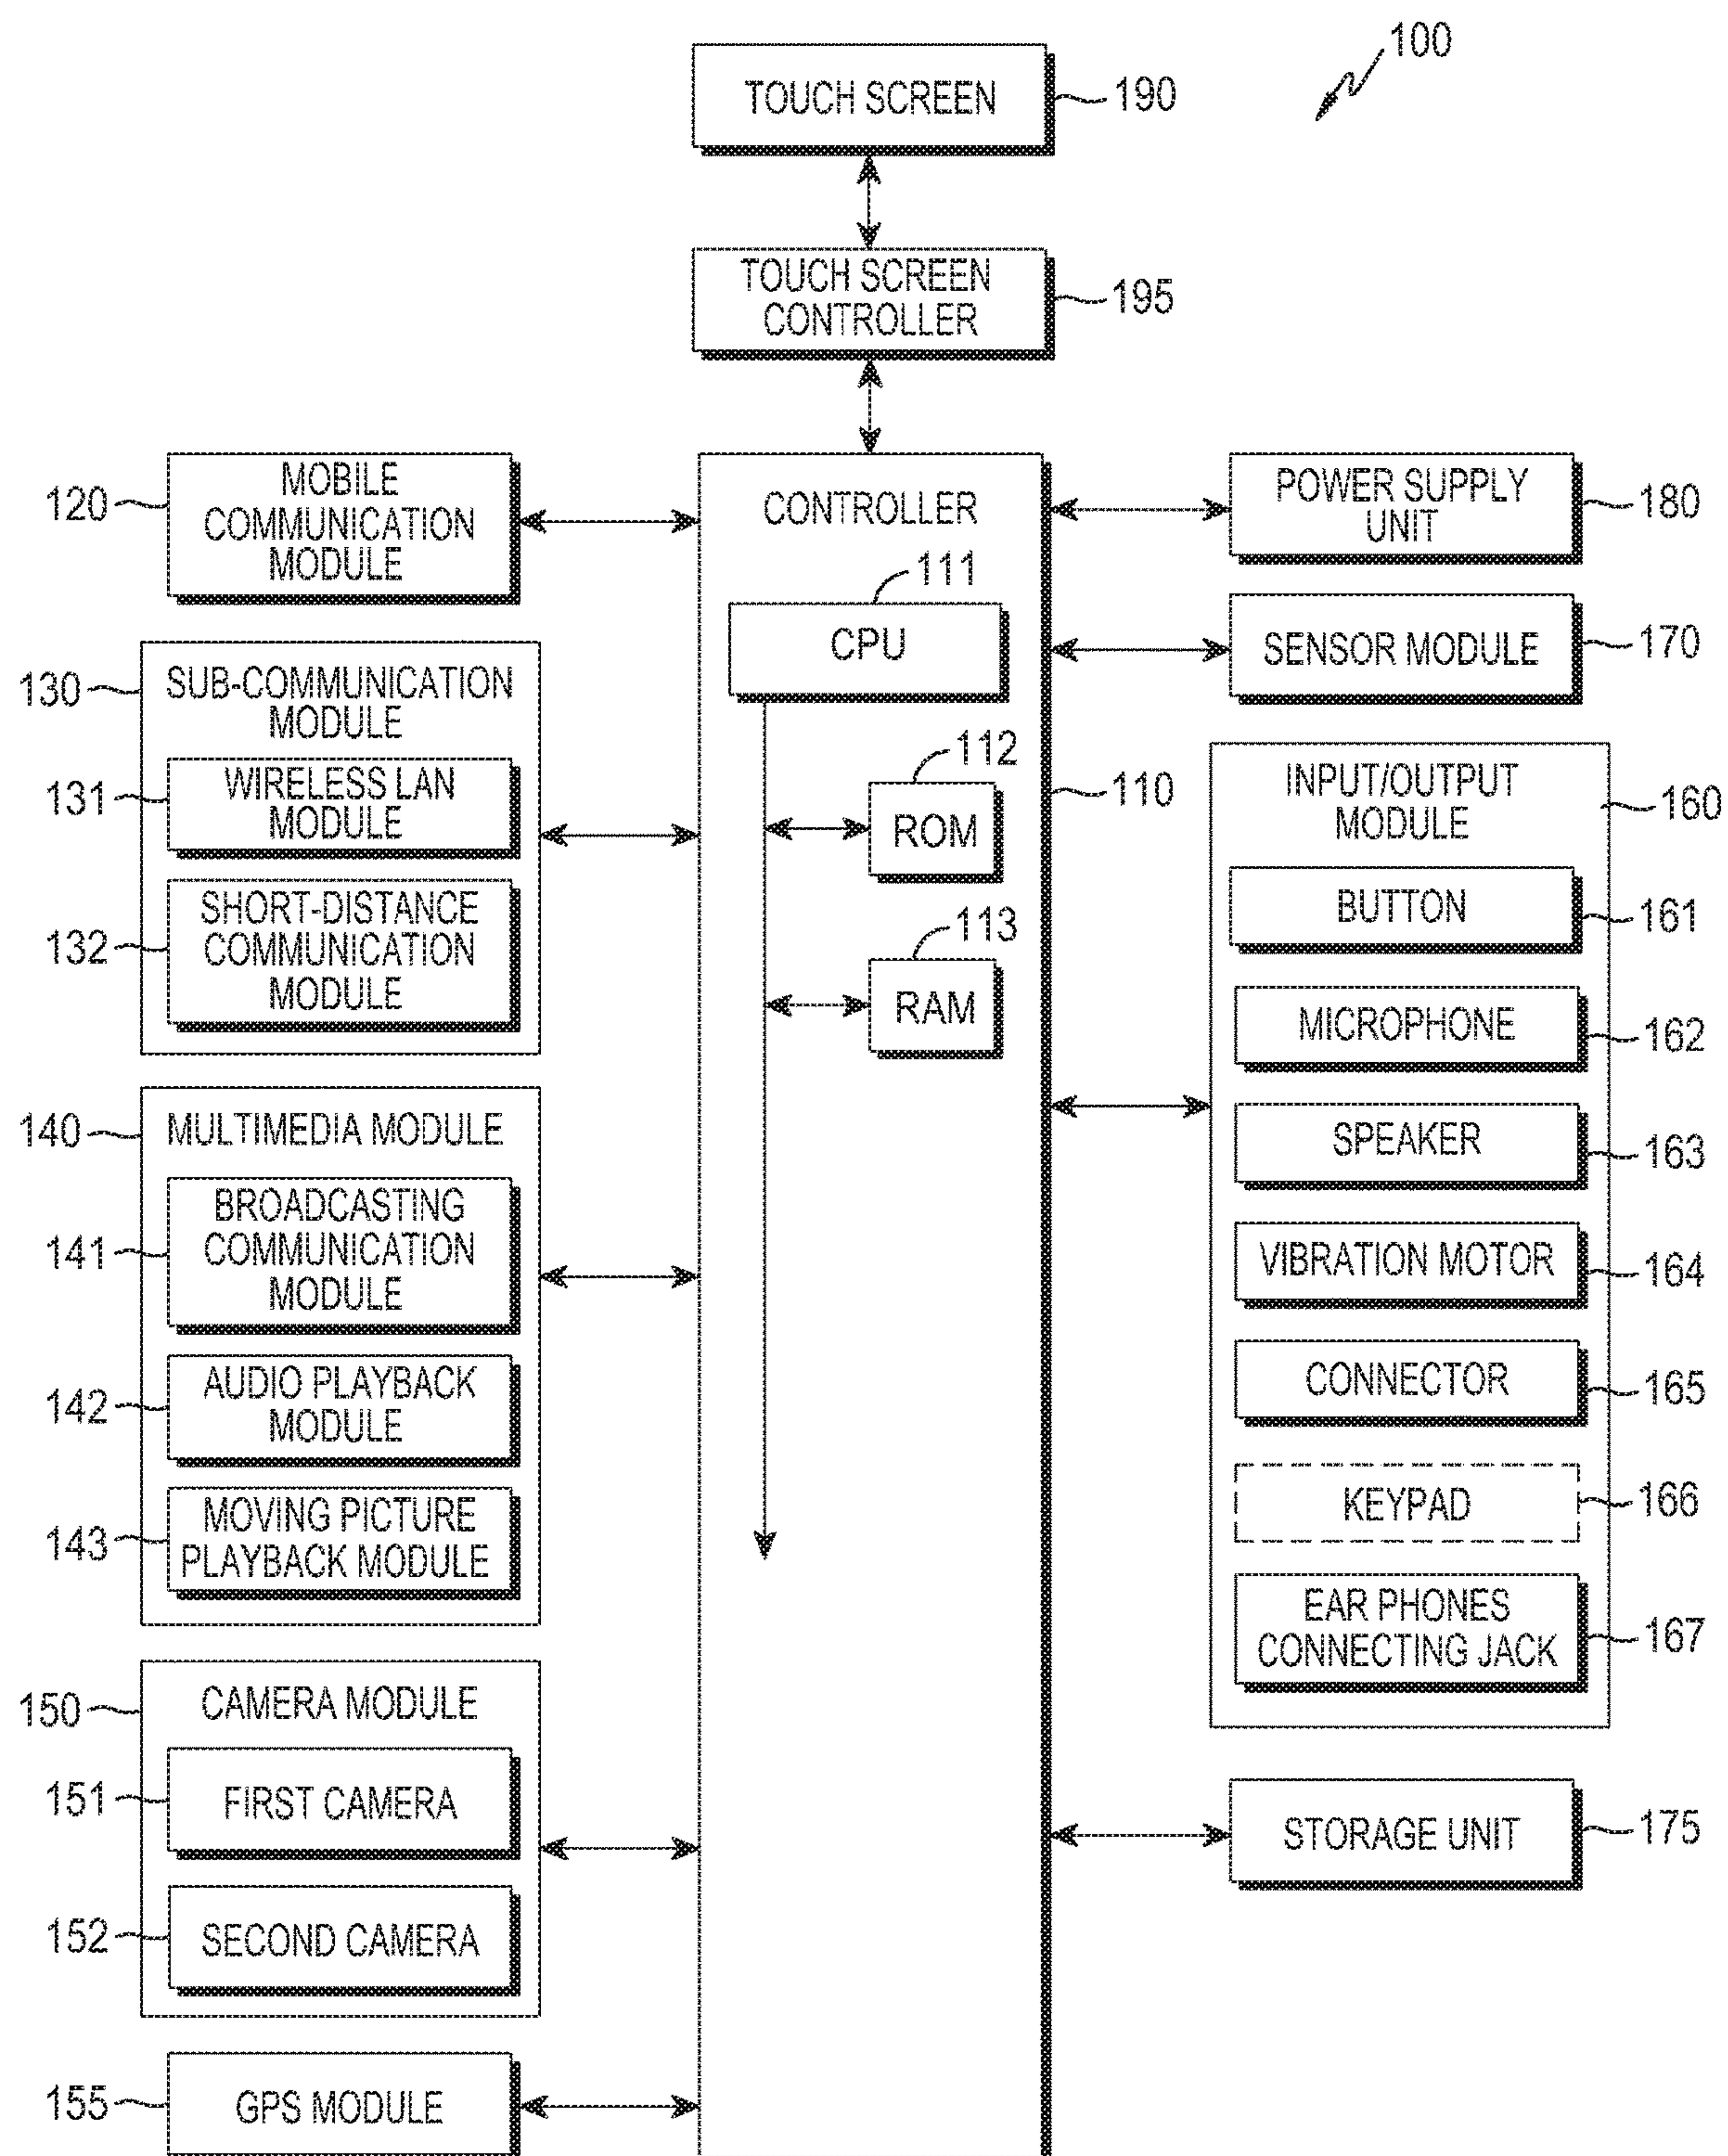 100
TOUCH SCREEN
190
TOUCH SCREEN
CONTROLLER
195
120
MOBILE
COMMUNICATION
MODULE
130
SUB-COMMUNICATION
MODULE
131
WIRELESS LAN
MODULE
132
SHORT-DISTANCE
COMMUNICATION
MODULE
140
MULTIMEDIA MODULE
141
BROADCASTING
COMMUNICATION
MODULE
142
AUDIO PLAYBACK
MODULE
143
MOVING PICTURE
PLAYBACK MODULE
150
CAMERA MODULE
151
FIRST CAMERA
152
SECOND CAMERA
155
GPS MODULE
CONTROLLER
111
CPU
112
ROM
113
RAM
110
POWER SUPPLY
UNIT
180
SENSOR MODULE
170
INPUT/OUTPUT
MODULE
160
BUTTON
161
MICROPHONE
162
SPEAKER
163
VIBRATION MOTOR
164
CONNECTOR
165
KEYPAD
166
EAR PHONES
CONNECTING JACK
167
STORAGE UNIT
175